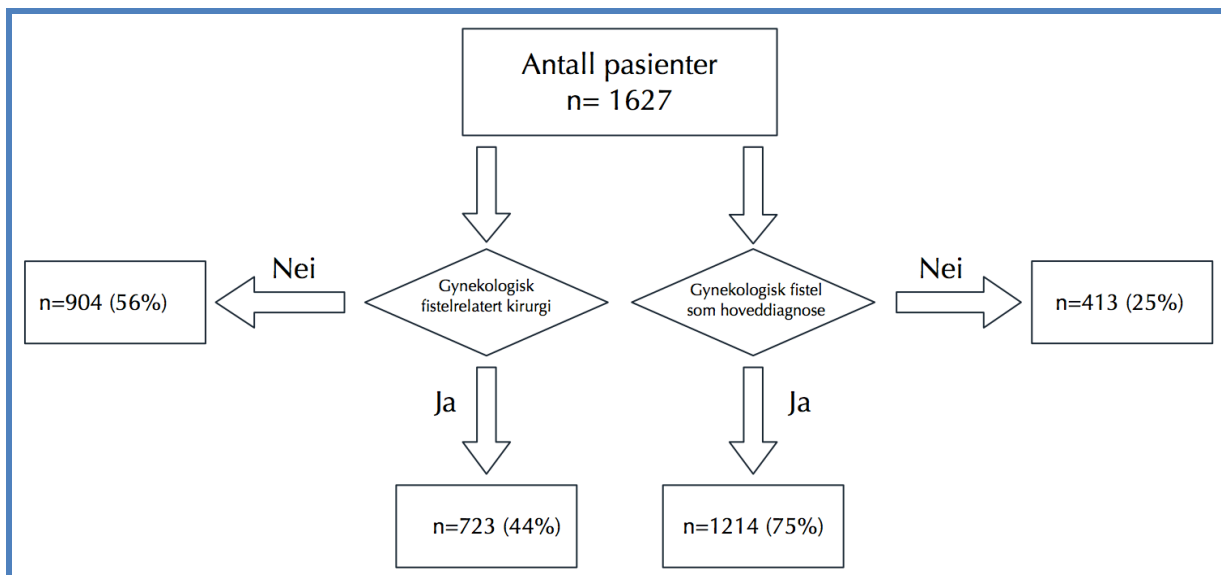 Antall pasienter
n= 1627
Nei
Nei
Gynekologisk
fistelrelatert kirurgi
Gynekologisk fistel
som hoveddiagnose
n=904 (56%)
n=413 (25%)
Ja
Ja
n=723 (44%)
n=1214 (75%)